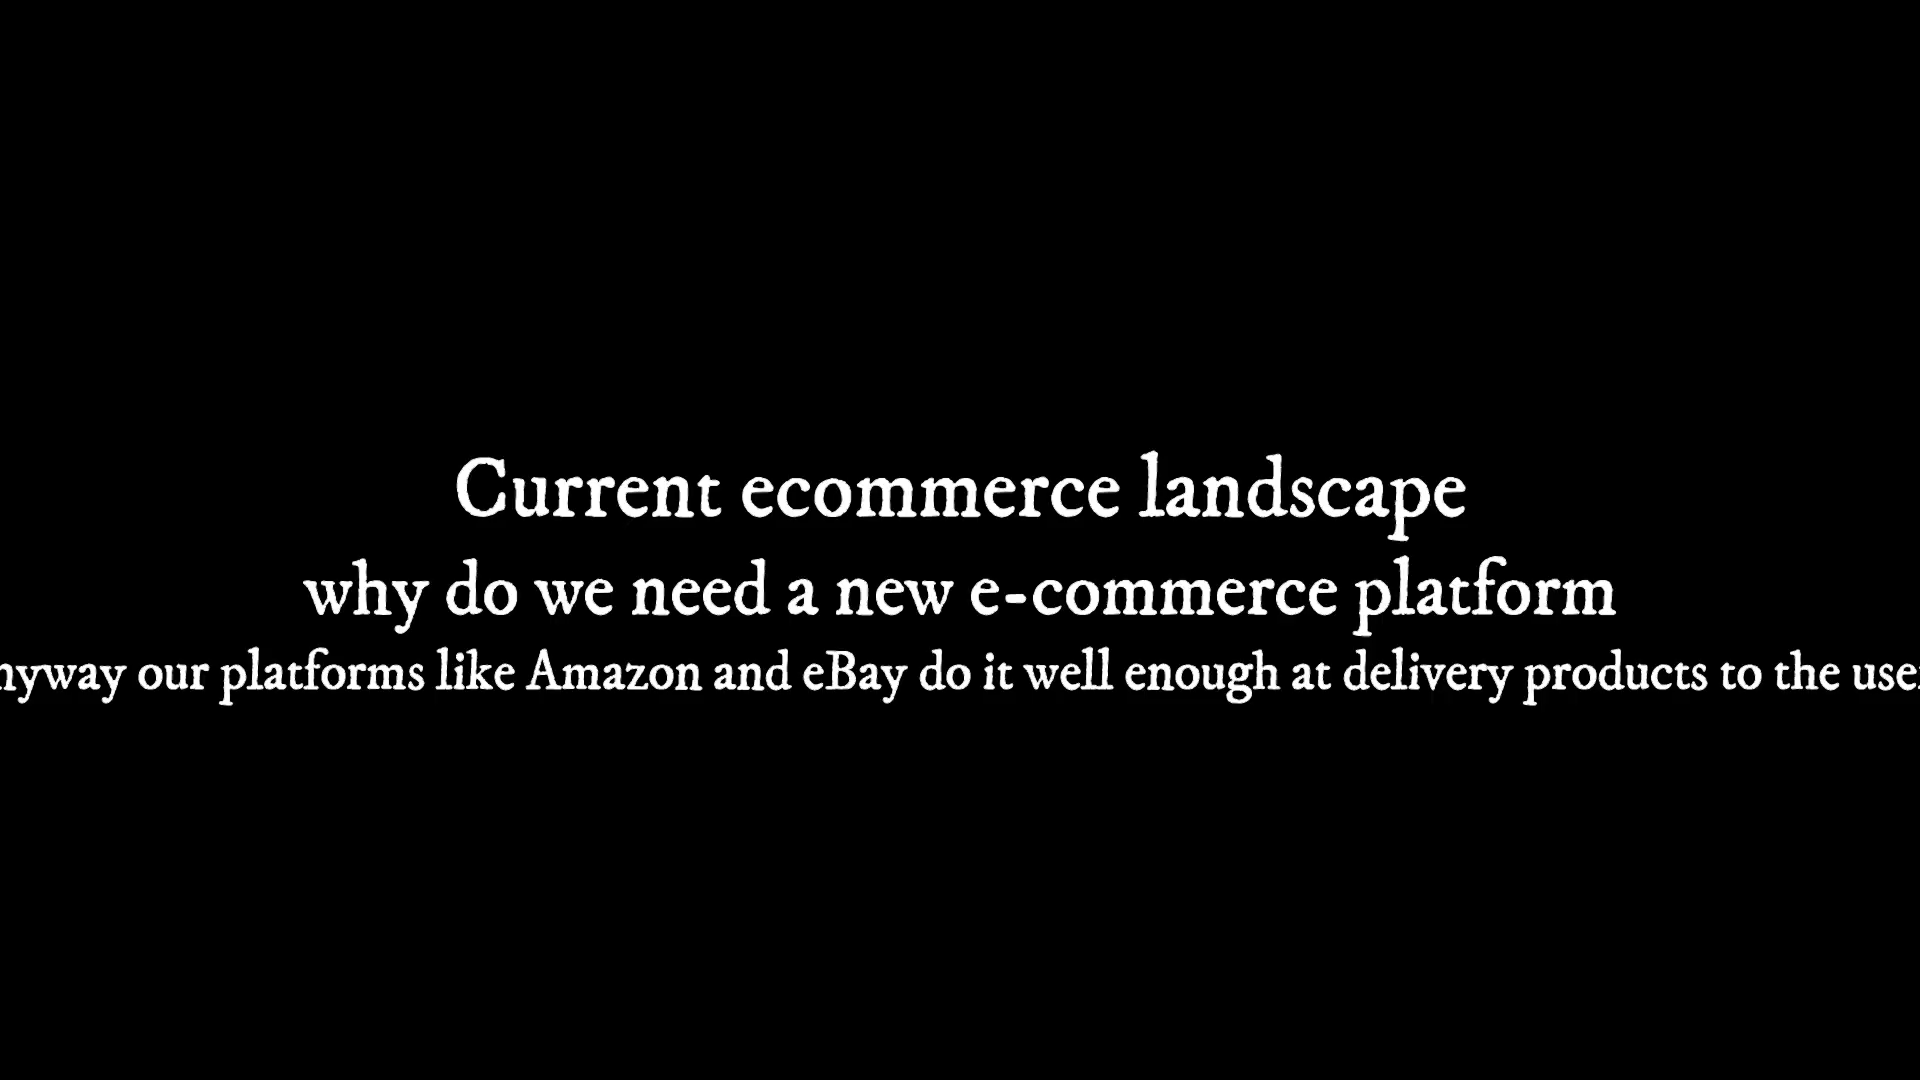 Current ecommerce landscape
why do we need a new e-commerce platform
our platforms like Amazon and eBay do it well enough at delivery products to the